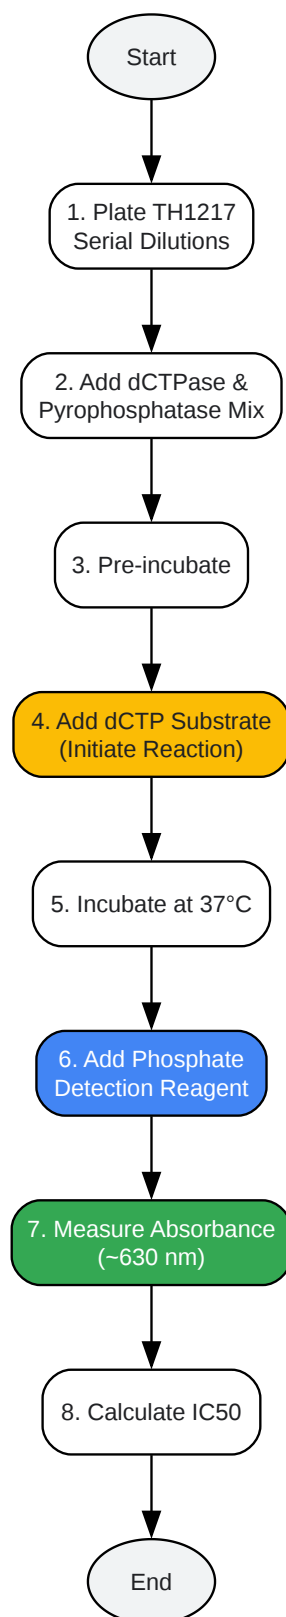 Start
1. Plate TH1217
Serial Dilutions
2. Add dCTPase &
Pyrophosphatase Mix
3. Pre-incubate
4. Add dCTP Substrate
(Initiate Reaction)
5. Incubate at 37°C
6. Add Phosphate
Detection Reagent
7. Measure Absorbance
(~630 nm)
8. Calculate IC50
End